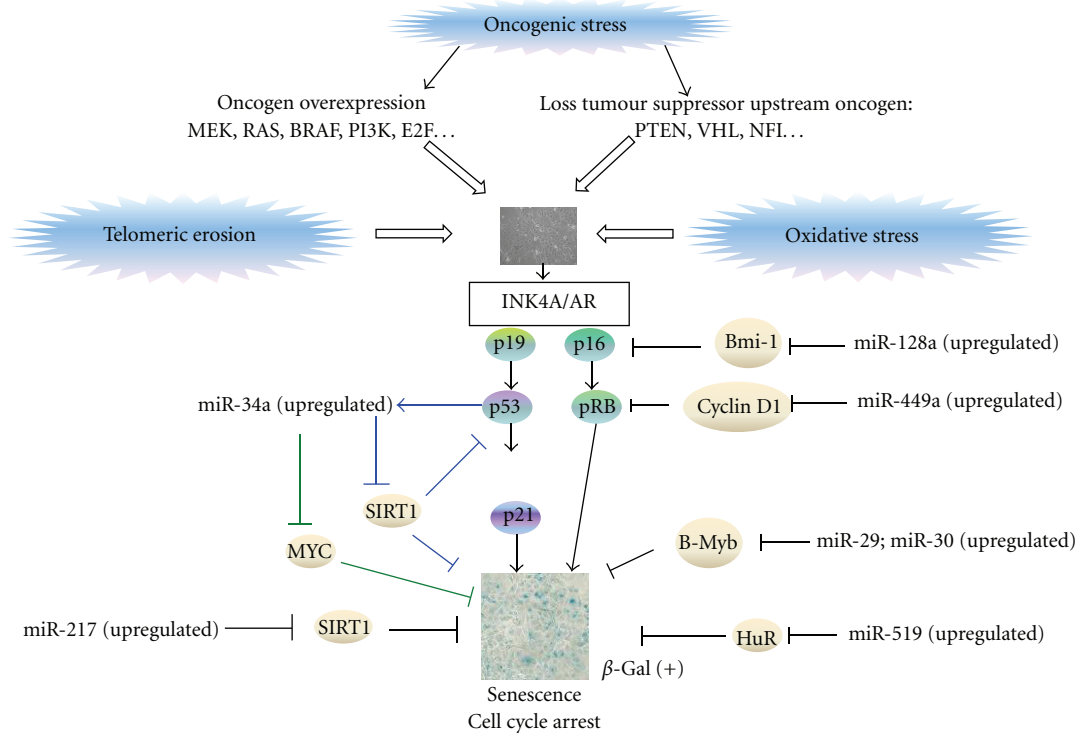 Oncogenic stress
Oncogen overexpression
MEK, RAS, BRAF, PI3K, E2F...
Loss tumour suppressor upstream oncogen:
PTEN, VHL, NFI...
Telomeric erosion
Oxidative stress
INK4A/AR
p19
p16
Bmi-1
miR-128a (upregulated)
miR-34a (upregulated)
p53
pRB
Cyclin D1
miR-449a (upregulated)
SIRT1
p21
MYC
B-Myb
miR-29; miR-30 (upregulated)
miR-217 (upregulated)
SIRT1
HuR
miR-519 (upregulated)
β-Gal (+)
Senescence
Cell cycle arrest